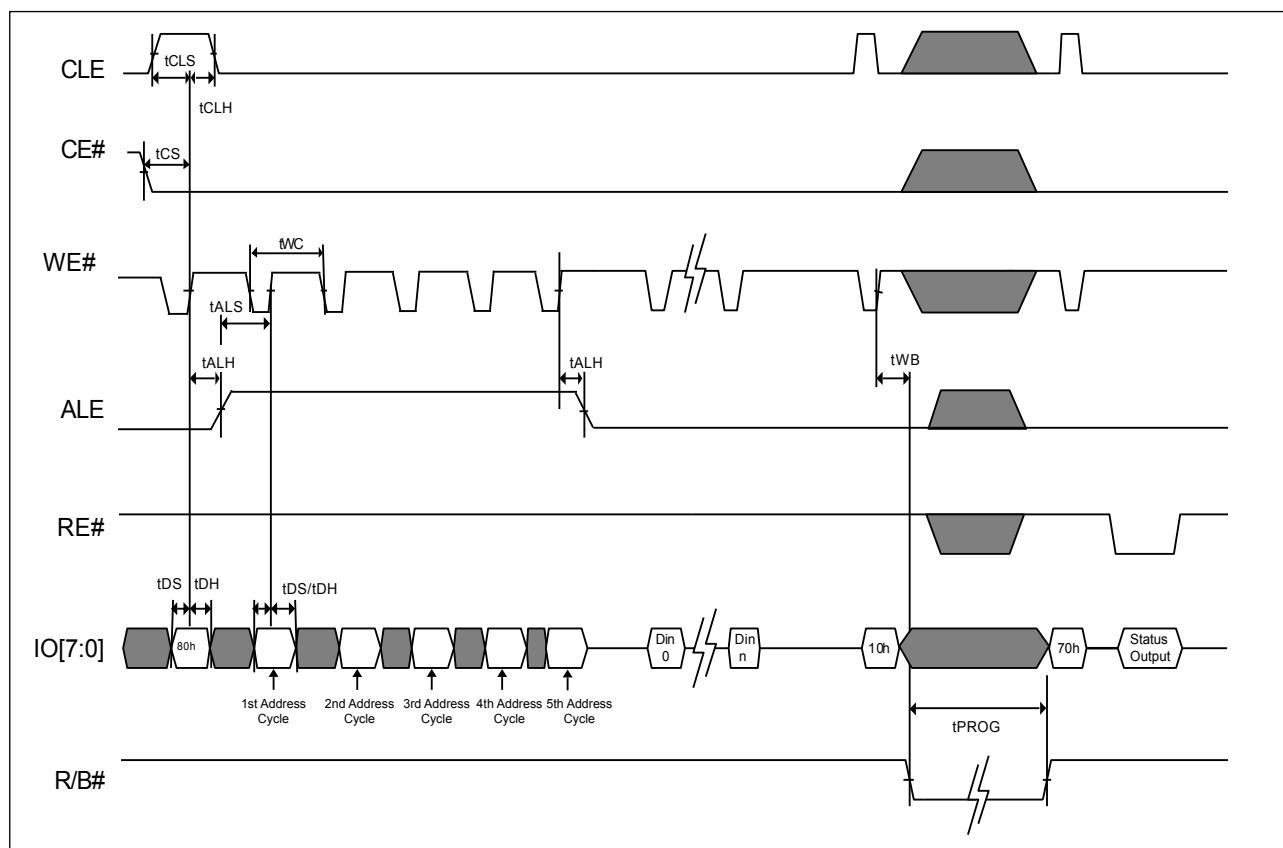 CLE
tCLS
tCLH
CE#
tCS
WE#
tWC
tALS
tALH
tALH
tWB
ALE
RE#
tDS
tDH
tDS/tDH
IO[7:0]
80h
Din
0
Din
n
10h
70h
Status
Output
1st Address
Cycle
2nd Address
Cycle
3rd Address
Cycle
4th Address
Cycle
5th Address
Cycle
tPROG
R/B#